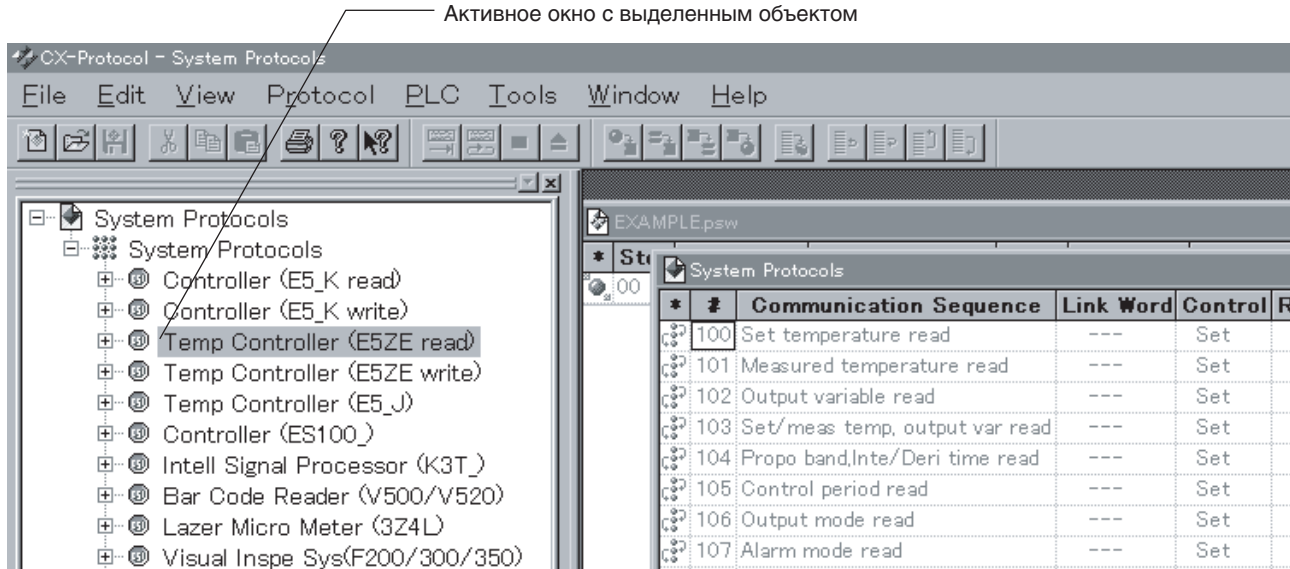 Активное окно с выделенным объектом
CX-Protocol - System Protocols
File Edit View Protocol PLC Tools Window Help
System Protocols
System Protocols
Controller (E5_K read)
Controller (E5_K write)
Temp Controller (E5ZE read)
Temp Controller (E5ZE write)
Temp Controller (E5_J)
Controller (ES100_)
Intell Signal Processor (K3T_)
Bar Code Reader (V500/V520)
Lazer Micro Meter (3Z4L)
Visual Inspe Sys(F200/300/350)
EXAMPLE.psw
* Ste
00
System Protocols
* # Communication Sequence Link Word Control R
100 Set temperature read --- Set
101 Measured temperature read --- Set
102 Output variable read --- Set
103 Set/meas temp, output var read --- Set
104 Propo band,Inte/Deri time read --- Set
105 Control period read --- Set
106 Output mode read --- Set
107 Alarm mode read --- Set